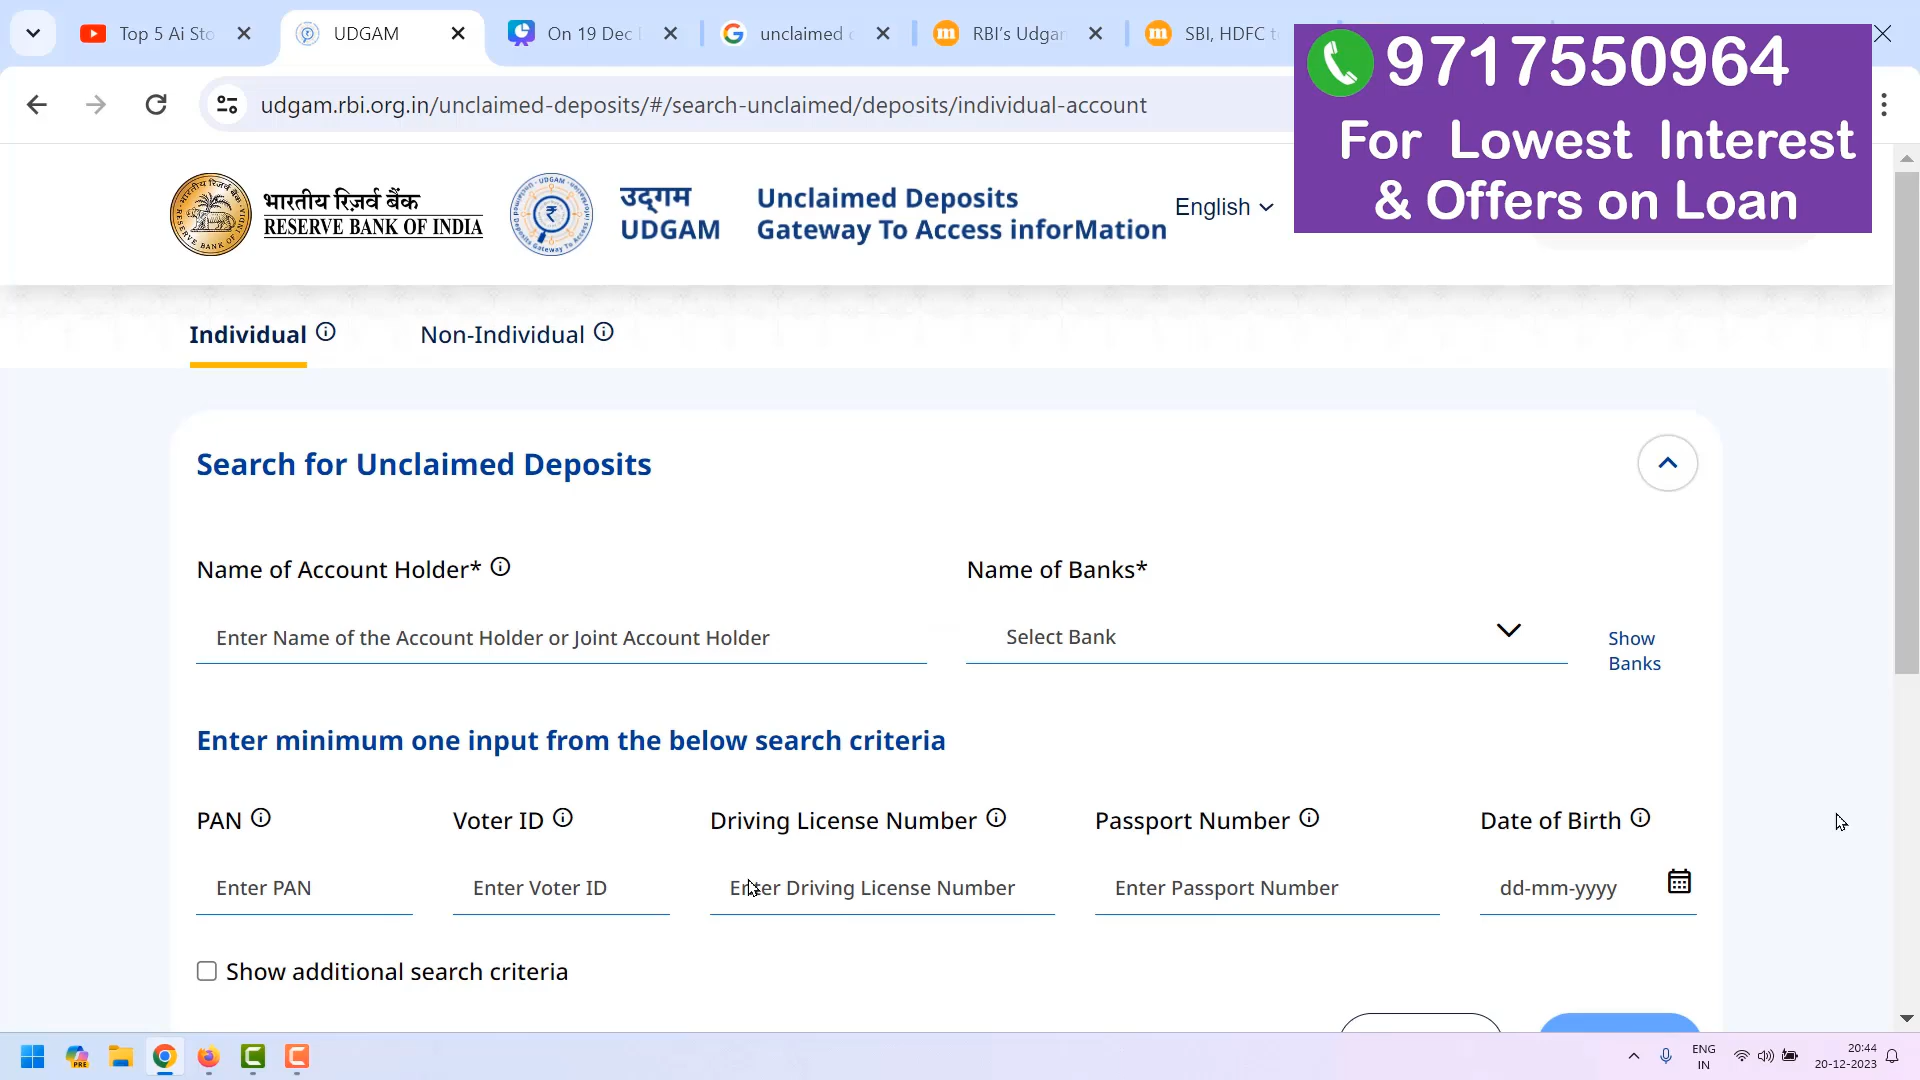 Top 5 Ai Sto
UDGAM
On 19 Dec
unclaimed
RBI's Udgar
SBI, HDFC t
9717550964
For Lowest Interest
& Offers on Loan
udgam.rbi.org.in/unclaimed-deposits/#/search-unclaimed/deposits/individual-account
भारतीय रिज़र्व बैंक
RESERVE BANK OF INDIA
उद्गम
UDGAM
Unclaimed Deposits
Gateway To Access inforMation
English
Individual
Non-Individual
Search for Unclaimed Deposits
Name of Account Holder*
Name of Banks*
Enter Name of the Account Holder or Joint Account Holder
Select Bank
Show
Banks
Enter minimum one input from the below search criteria
PAN
Voter ID
Driving License Number
Passport Number
Date of Birth
Enter PAN
Enter Voter ID
Enter Driving License Number
Enter Passport Number
dd-mm-yyyy
Show additional search criteria
PRE
ENG
IN
20:44
20-12-2023